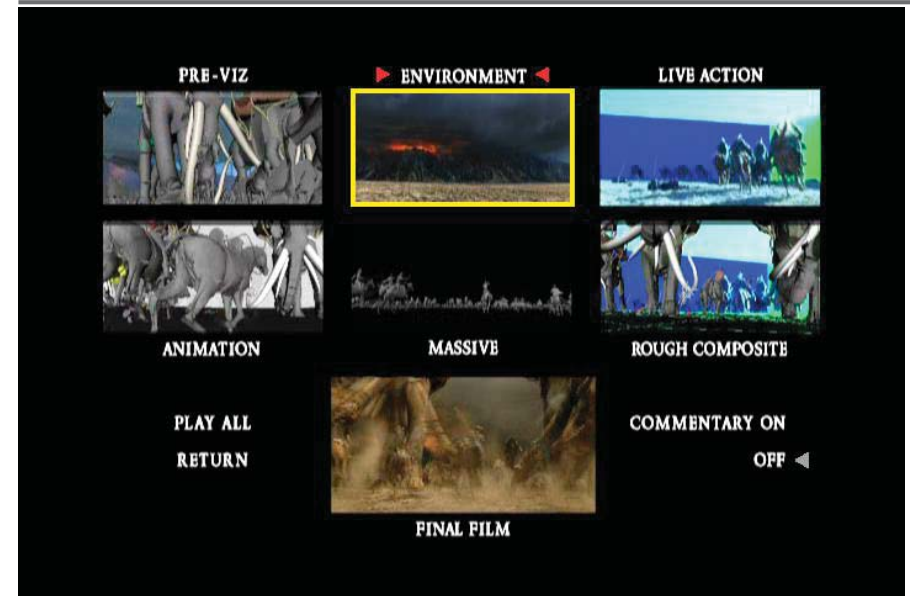 PRE-VIZ
ENVIRONMENT
LIVE ACTION
ANIMATION
MASSIVE
ROUGH COMPOSITE
PLAY ALL
COMMENTARY ON
RETURN
OFF
FINAL FILM